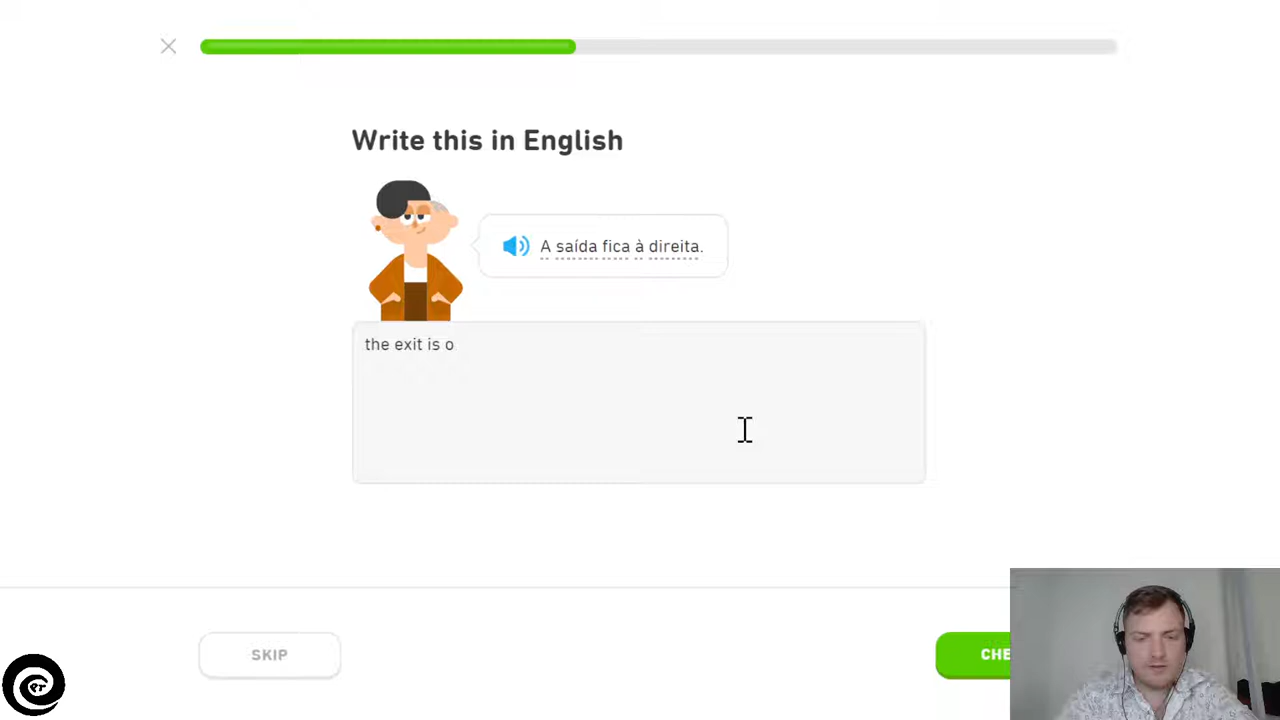 Write this in English
A saída fica à direita.
the exit is o
SKIP
CHE